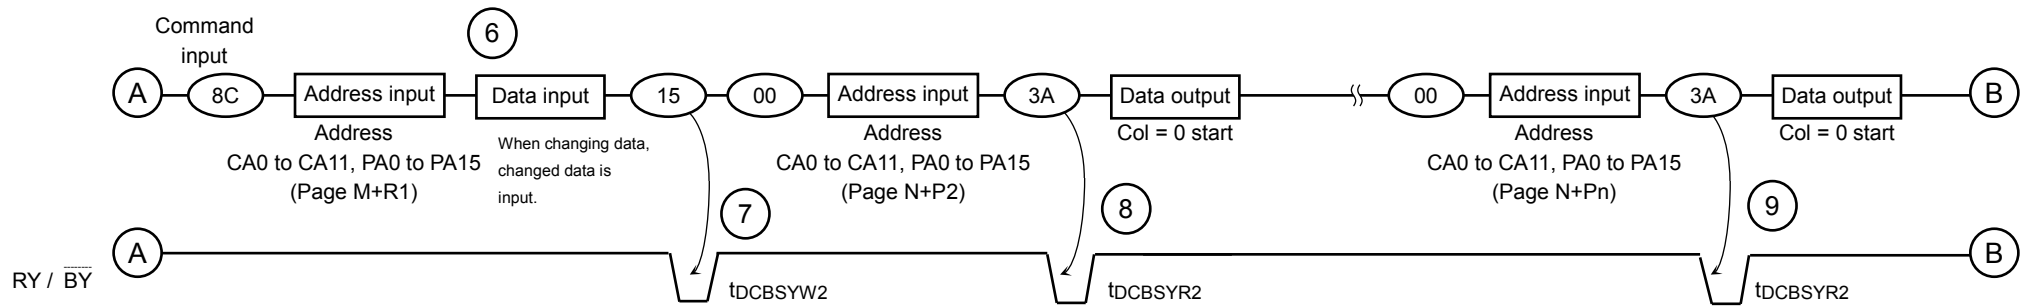 Command
input
6
A
8C
Address input
Data input
15
00
Address input
3A
Data output
00
Address input
3A
Data output
B
Address
CA0 to CA11, PA0 to PA15
(Page M+R1)
When changing data,
changed data is
input.
Address
CA0 to CA11, PA0 to PA15
(Page N+P2)
Col = 0 start
Address
CA0 to CA11, PA0 to PA15
(Page N+Pn)
Col = 0 start
7
8
9
A
B
RY / BY
tDCBSYW2
tDCBSYR2
tDCBSYR2